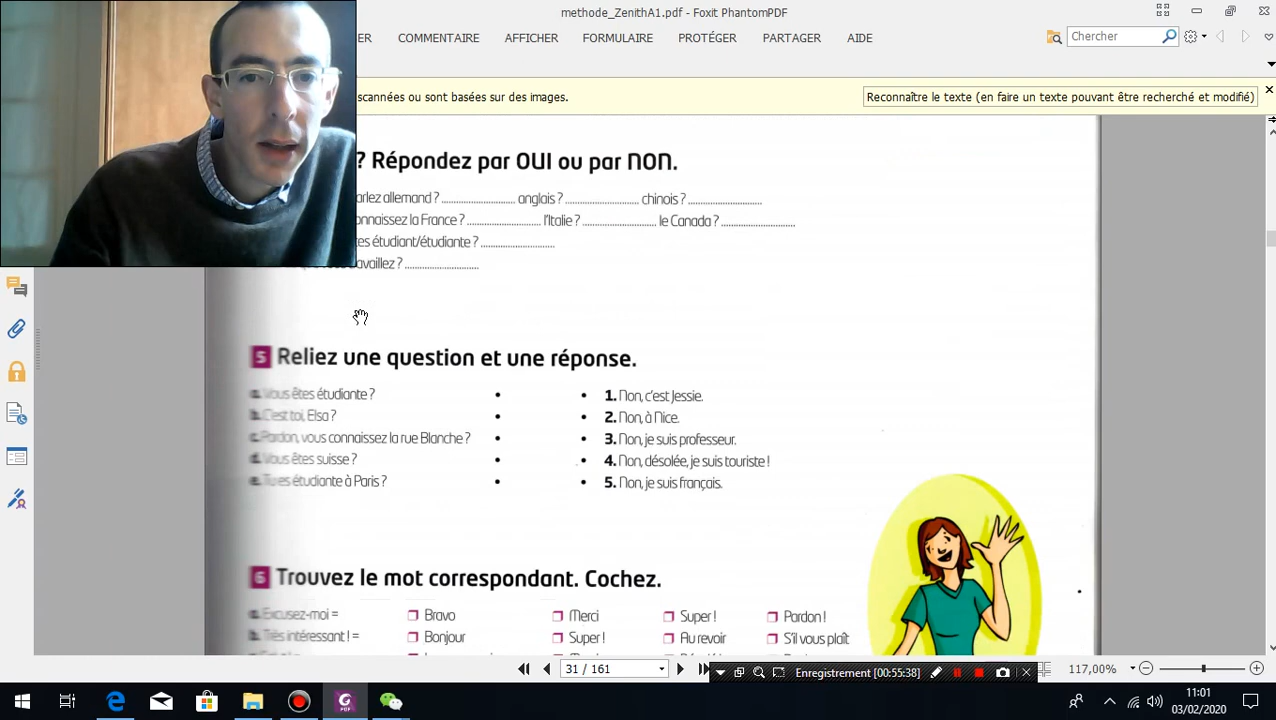 methode_ZenithA1.pdf - Foxit PhantomPDF
COMMENTAIRE AFFICHER FORMULAIRE PROTÉGER PARTAGER AIDE
Chercher
scannées ou sont basées sur des images.
Reconnaître le texte (en faire un texte pouvant être recherché et modifié)
? Répondez par OUI ou par NON.
arlez allemand ? anglais ? chinois ?
onnaissez la France ? l'Italie ? le Canada ?
tes étudiant/étudiante ?
availlez ?
5 Reliez une question et une réponse.
a. Vous êtes étudiante ? • • 1. Non, c'est Jessie.
b. C'est toi, Elsa ? • • 2. Non, à Nice.
c. Pardon, vous connaissez la rue Blanche ? • • 3. Non, je suis professeur.
d. Vous êtes suisse ? • • 4. Non, désolée, je suis touriste !
e. Tu es étudiante à Paris ? • • 5. Non, je suis français.
6 Trouvez le mot correspondant. Cochez.
a. Excusez-moi = Bravo Merci Super ! Pardon !
b. Très intéressant ! = Bonjour Super ! Au revoir S'il vous plaît
31 / 161
Enregistrement (00:55:38)
117,00%
11:01
03/02/2020